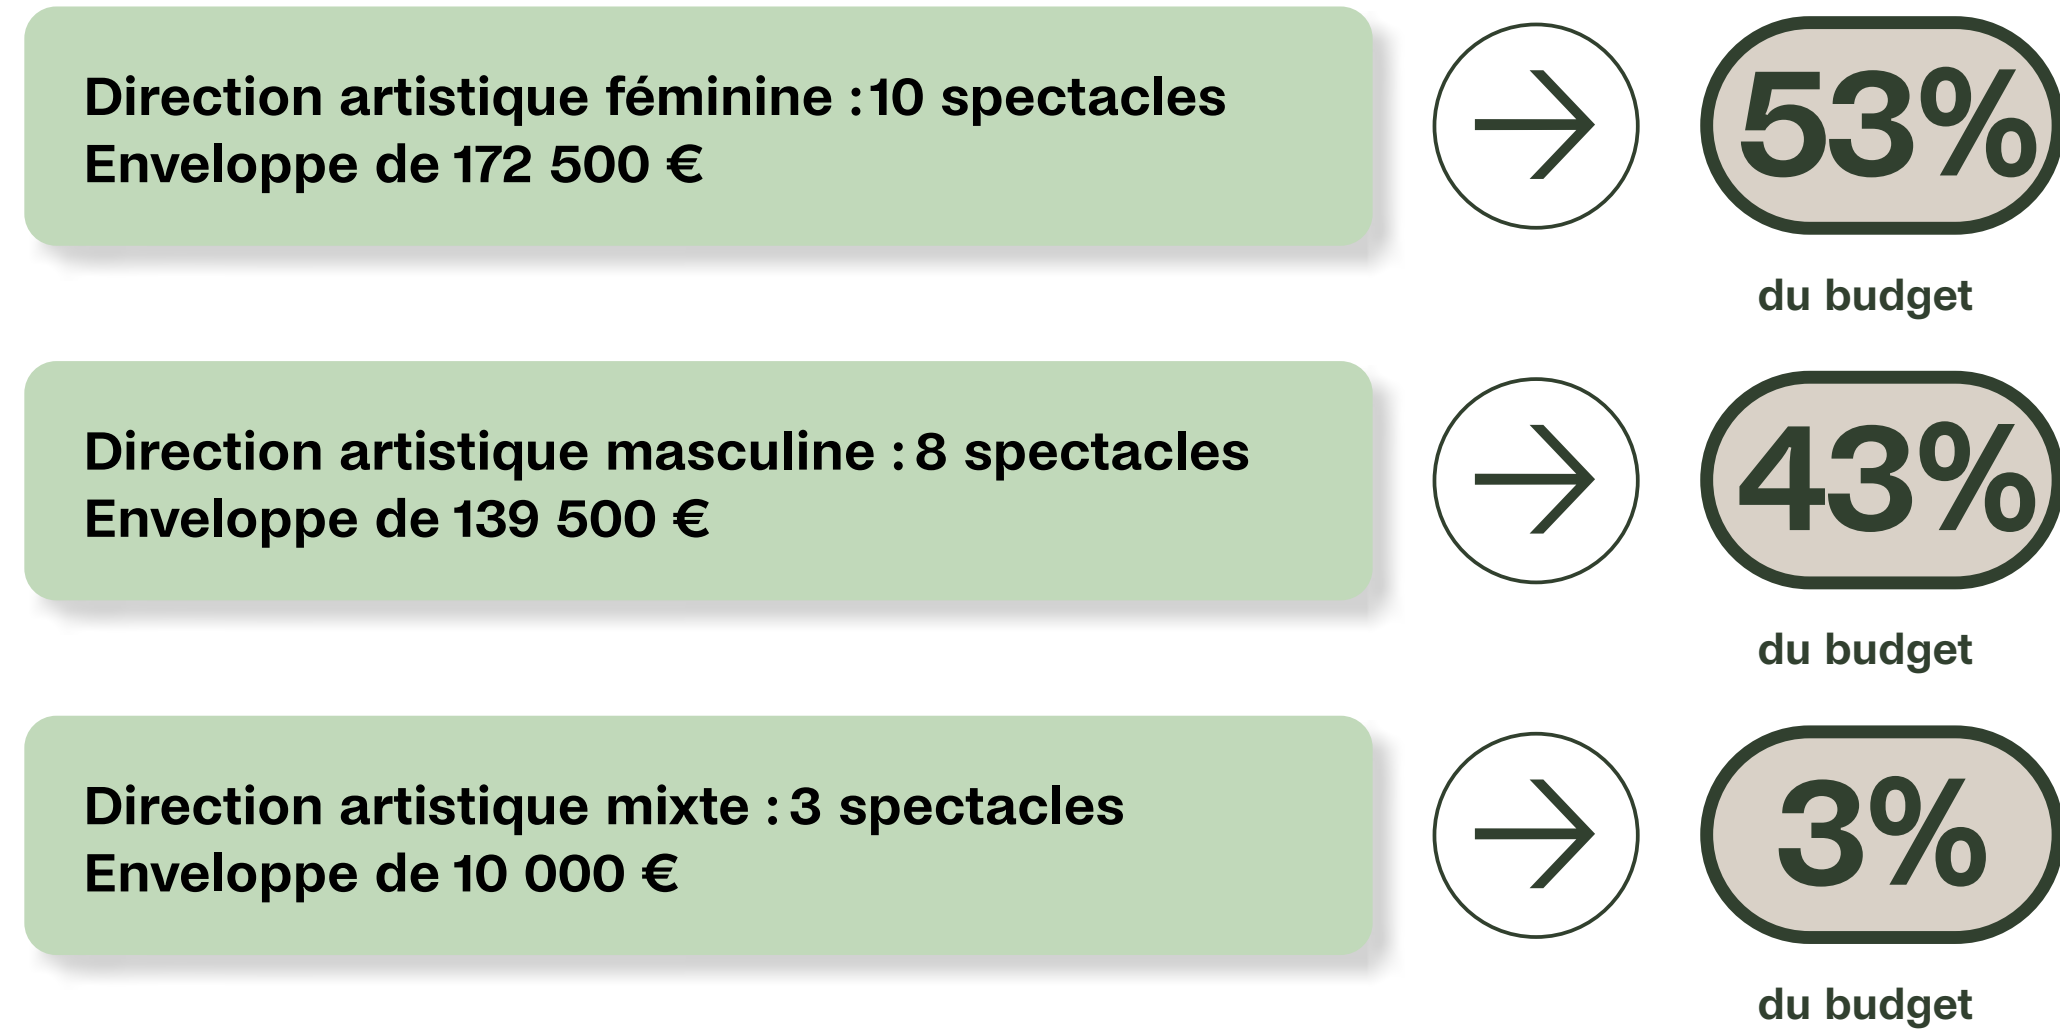 Direction artistique féminine : 10 spectacles
Enveloppe de 172 500 €
53%
du budget
Direction artistique masculine : 8 spectacles
Enveloppe de 139 500 €
43%
du budget
Direction artistique mixte : 3 spectacles
Enveloppe de 10 000 €
3%
du budget